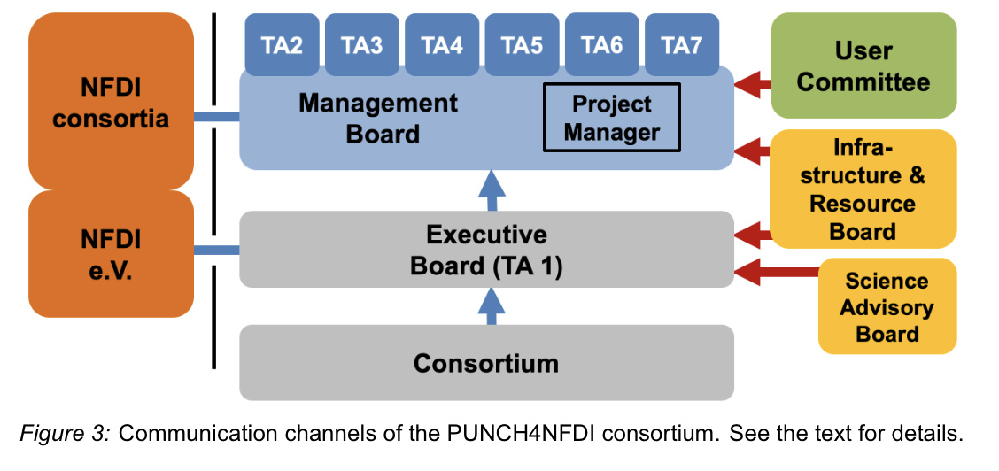 NFDI
consortia
NFDI
e.V.
TA2
TA3
TA4
TA5
TA6
TA7
Management
Board
Project
Manager
Executive
Board (TA 1)
Consortium
User
Committee
Infra-
structure &
Resource
Board
Science
Advisory
Board
Figure 3: Communication channels of the PUNCH4NFDI consortium. See the text for details.